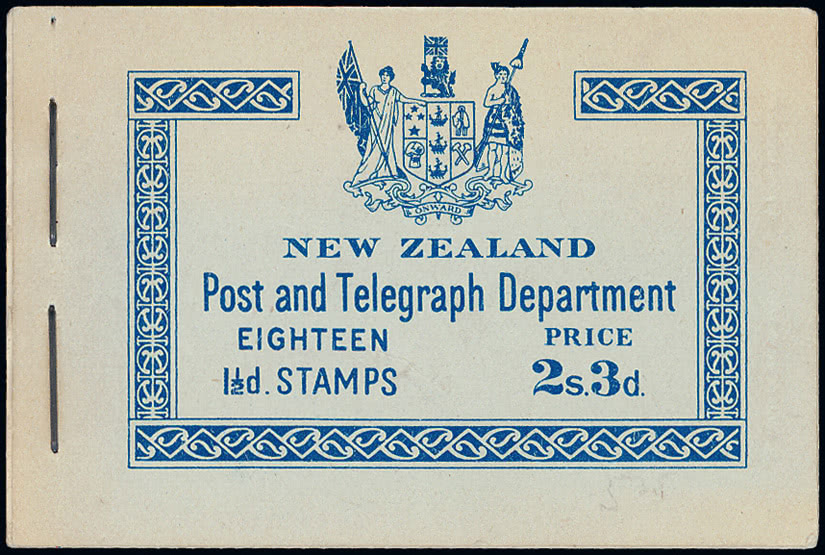 ONWARD
NEW ZEALAND
Post and Telegraph Department
EIGHTEEN PRICE
1½d. STAMPS 2s.3d.